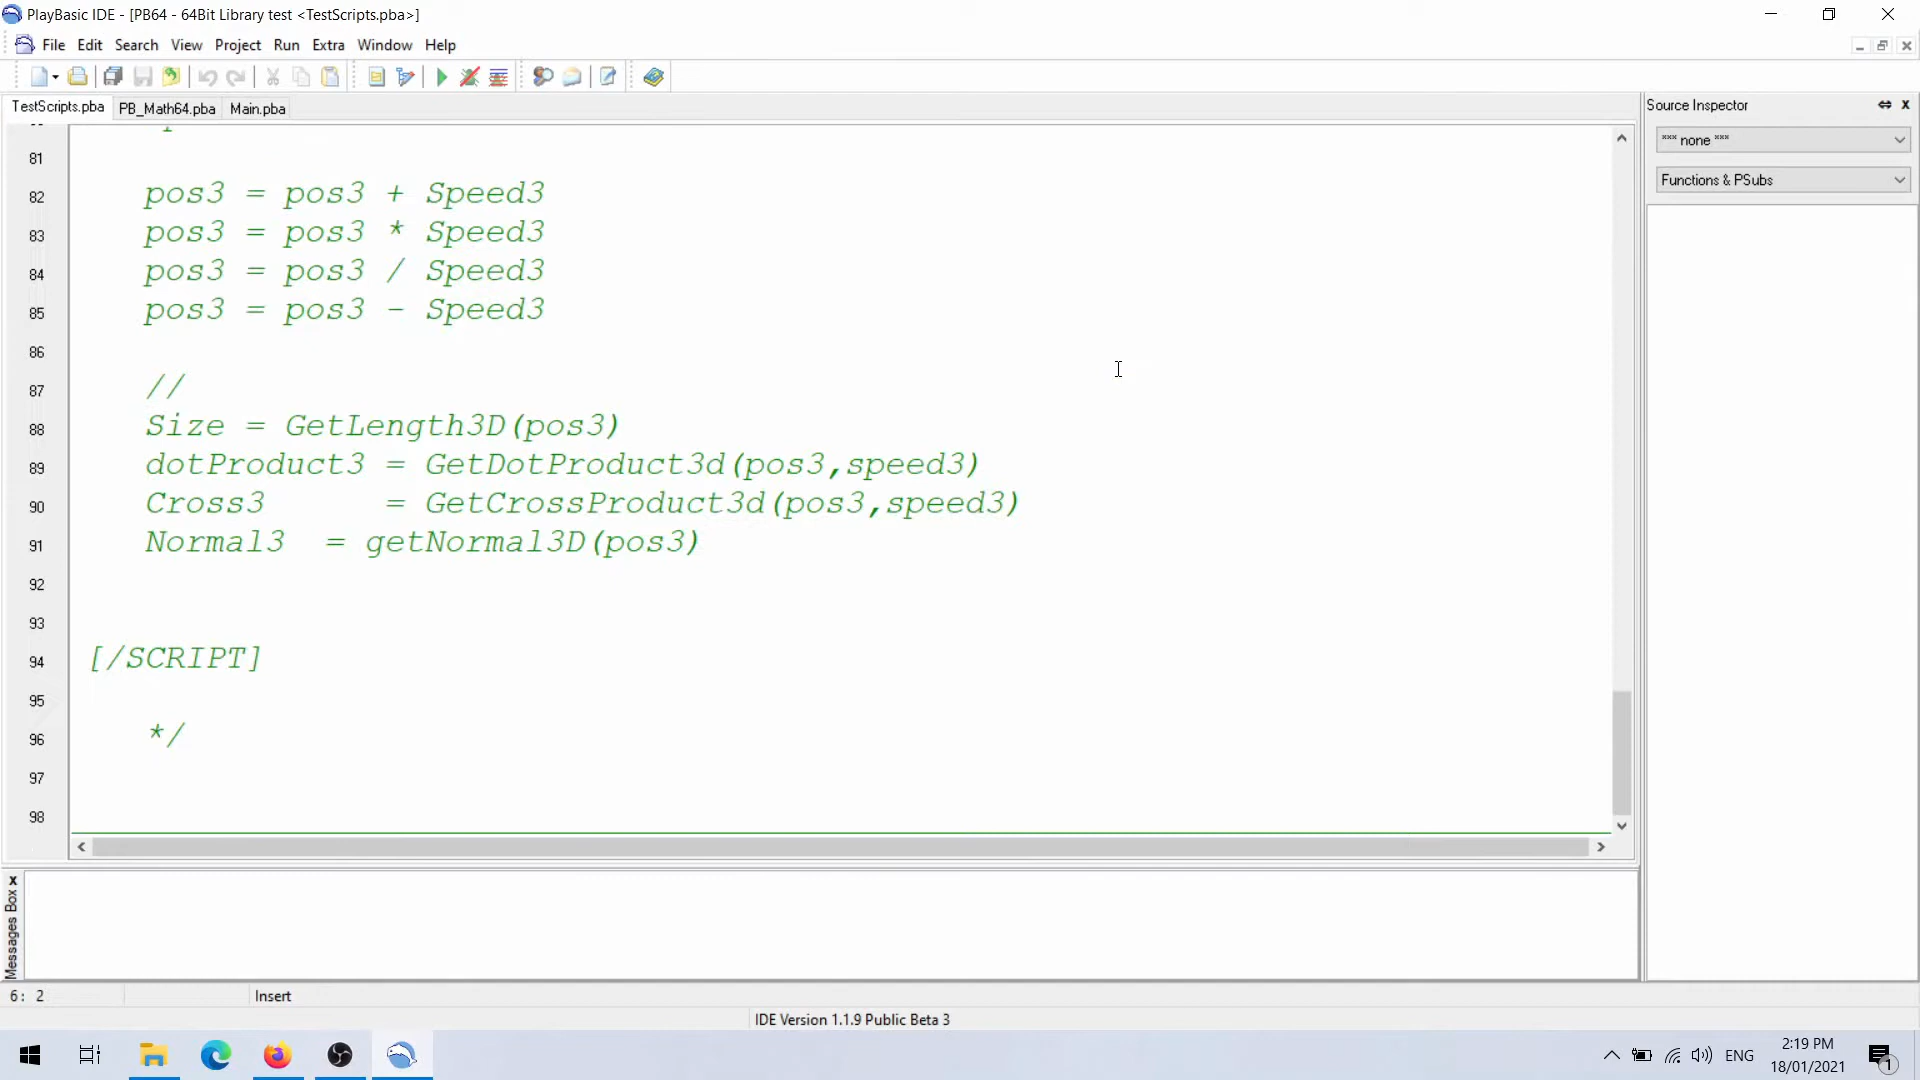 PlayBasic IDE - [PB64 - 64Bit Library test <TestScripts.pba>]
File Edit Search View Project Run Extra Window Help
TestScripts.pba PB_Math64.pba Main.pba
Source Inspector
*** none ***
Functions & PSubs
81
82 pos3 = pos3 + Speed3
83 pos3 = pos3 * Speed3
84 pos3 = pos3 / Speed3
85 pos3 = pos3 - Speed3
86
87 //
88 Size = GetLength3D(pos3)
89 dotProduct3 = GetDotProduct3d(pos3,speed3)
90 Cross3 = GetCrossProduct3d(pos3,speed3)
91 Normal3 = getNormal3D(pos3)
92
93
94 [/SCRIPT]
95
96 */
97
98
Messages Box
6: 2 Insert
IDE Version 1.1.9 Public Beta 3
ENG
2:19 PM
18/01/2021
1